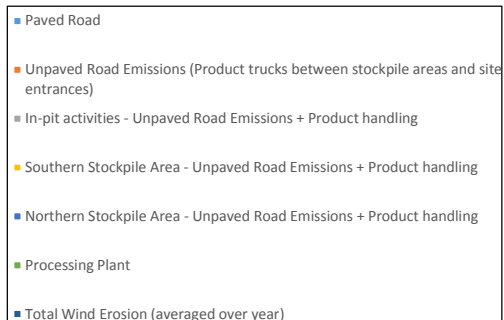 Paved Road
Unpaved Road Emissions (Product trucks between stockpile areas and site
entrances)
In-pit activities - Unpaved Road Emissions + Product handling
Southern Stockpile Area - Unpaved Road Emissions + Product handling
Northern Stockpile Area - Unpaved Road Emissions + Product handling
Processing Plant
Total Wind Erosion (averaged over year)